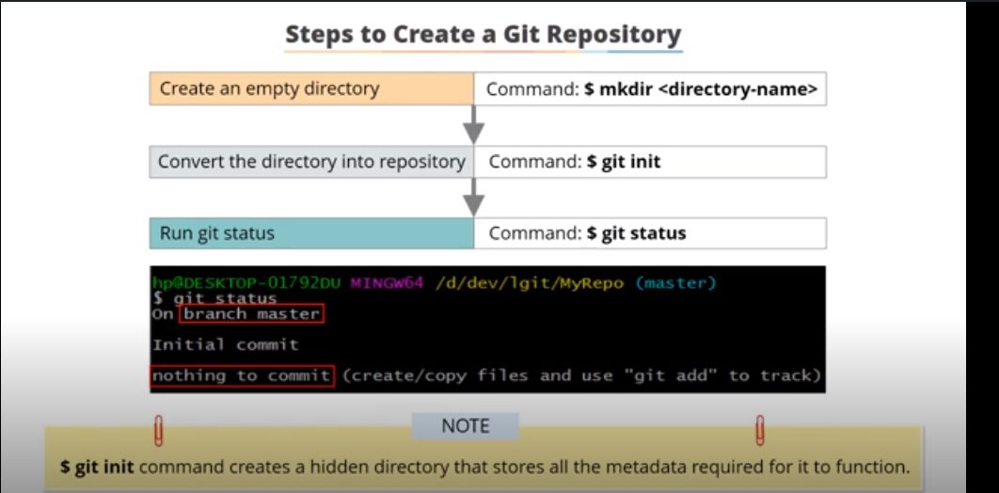 Steps to Create a Git Repository
Create an empty directory
Command: $ mkdir <directory-name>
Convert the directory into repository
Command: $ git init
Run git status
Command: $ git status
hp@DESKTOP-01792DU MINGW64 /d/dev/lgit/MyRepo (master)
$ git status
On branch master
Initial commit
nothing to commit (create/copy files and use "git add" to track)
NOTE
$ git init command creates a hidden directory that stores all the metadata required for it to function.